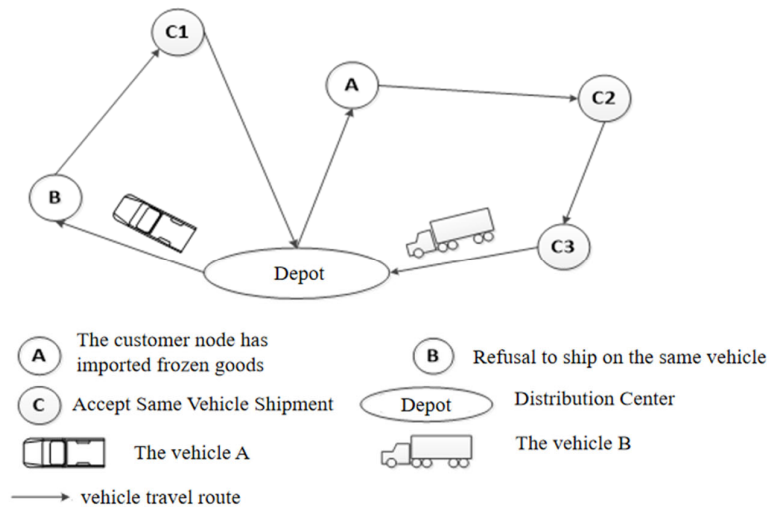 C1
A
C2
B
C3
Depot
The customer node has
imported frozen goods
A
B
Refusal to ship on the same vehicle
C
Accept Same Vehicle Shipment
Depot
Distribution Center
The vehicle A
The vehicle B
vehicle travel route